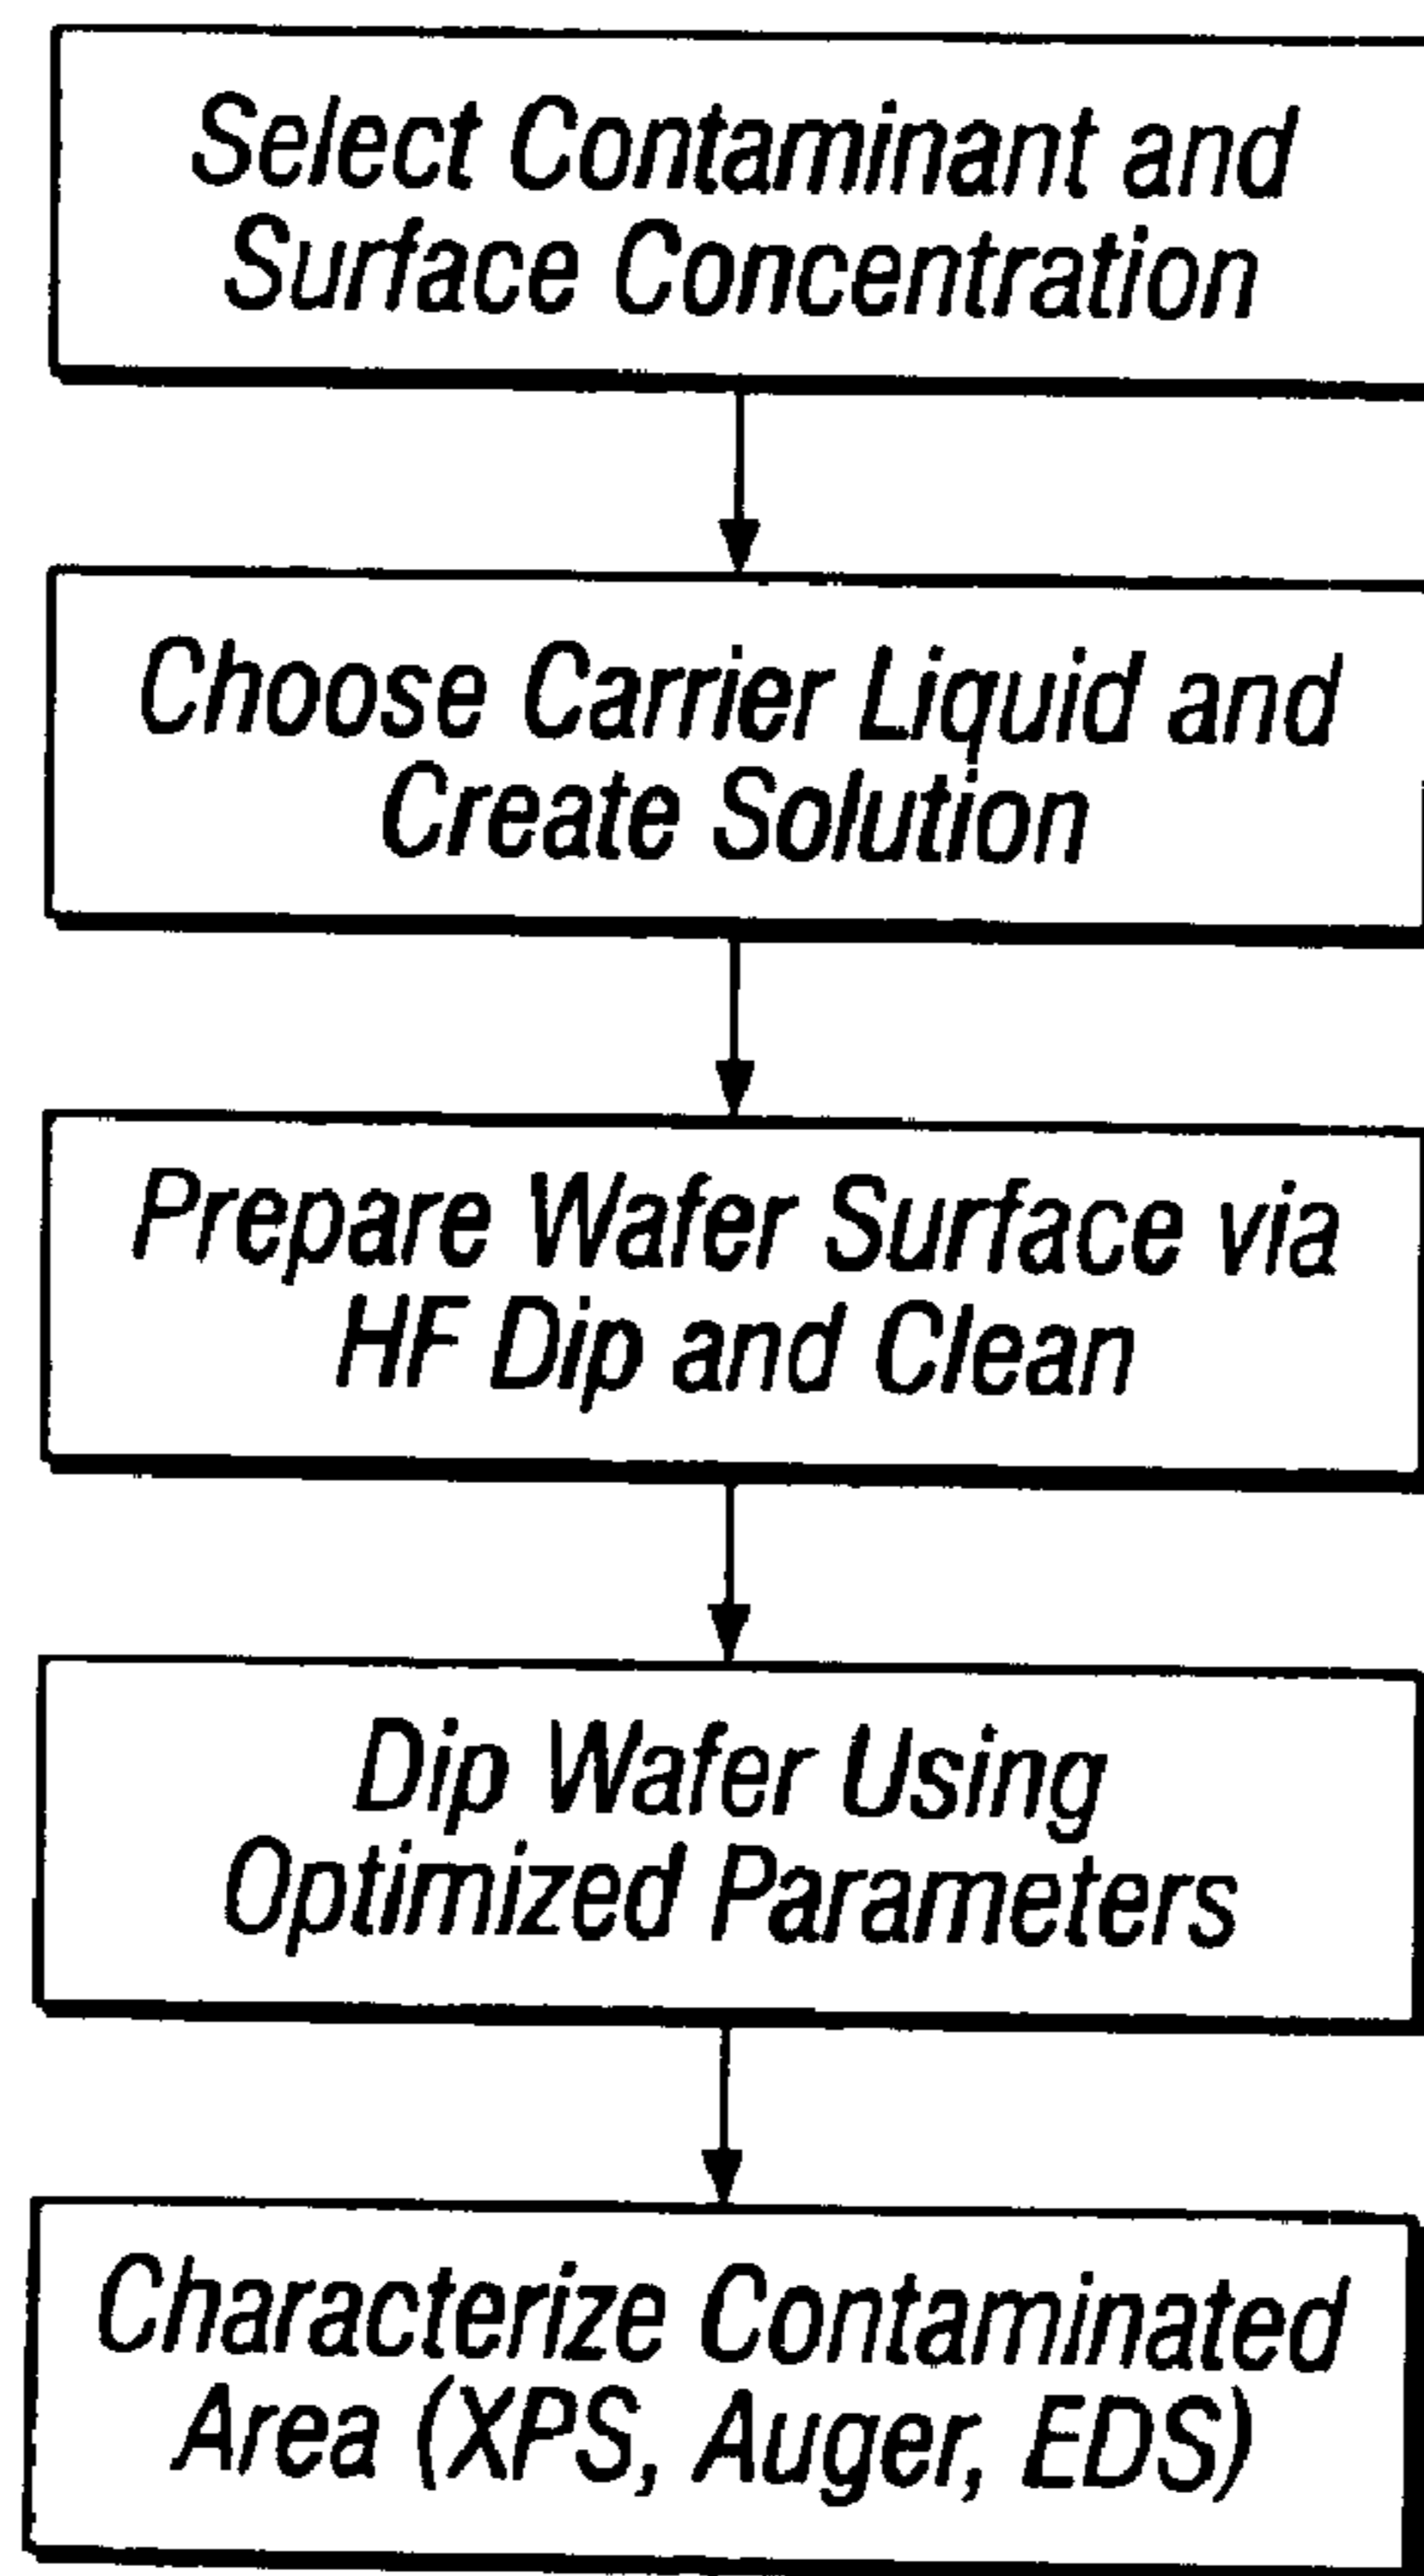 Select Contaminant and
Surface Concentration
Choose Carrier Liquid and
Create Solution
Prepare Wafer Surface via
HF Dip and Clean
Dip Wafer Using
Optimized Parameters
Characterize Contaminated
Area (XPS, Auger, EDS)